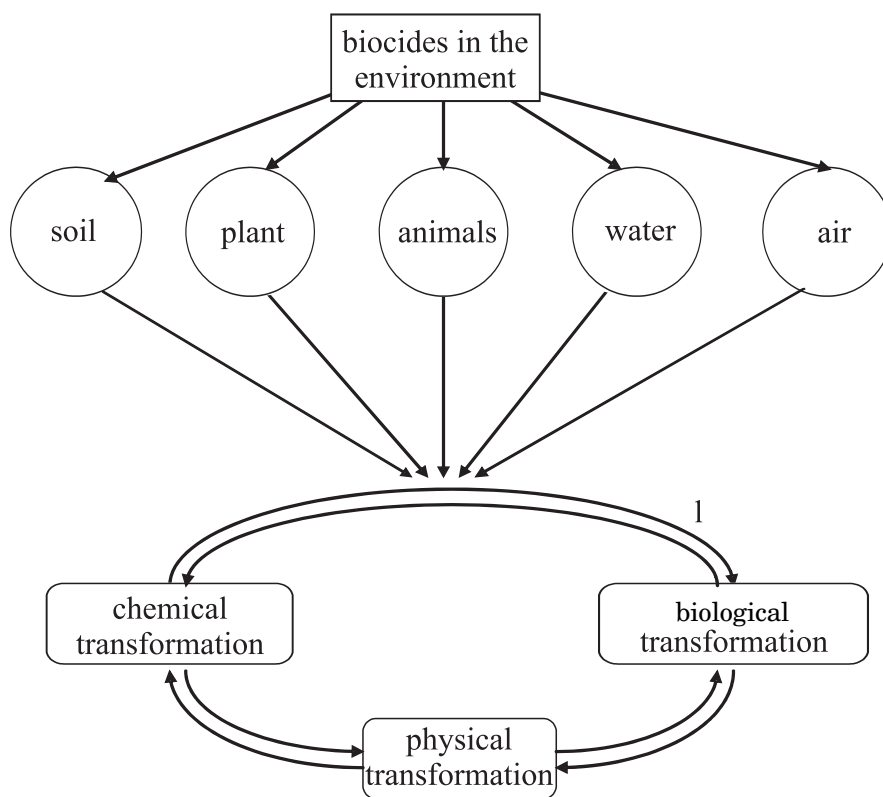 biocides in the
environment
soil
plant
animals
water
air
1
chemical
transformation
biological
transformation
physical
transformation